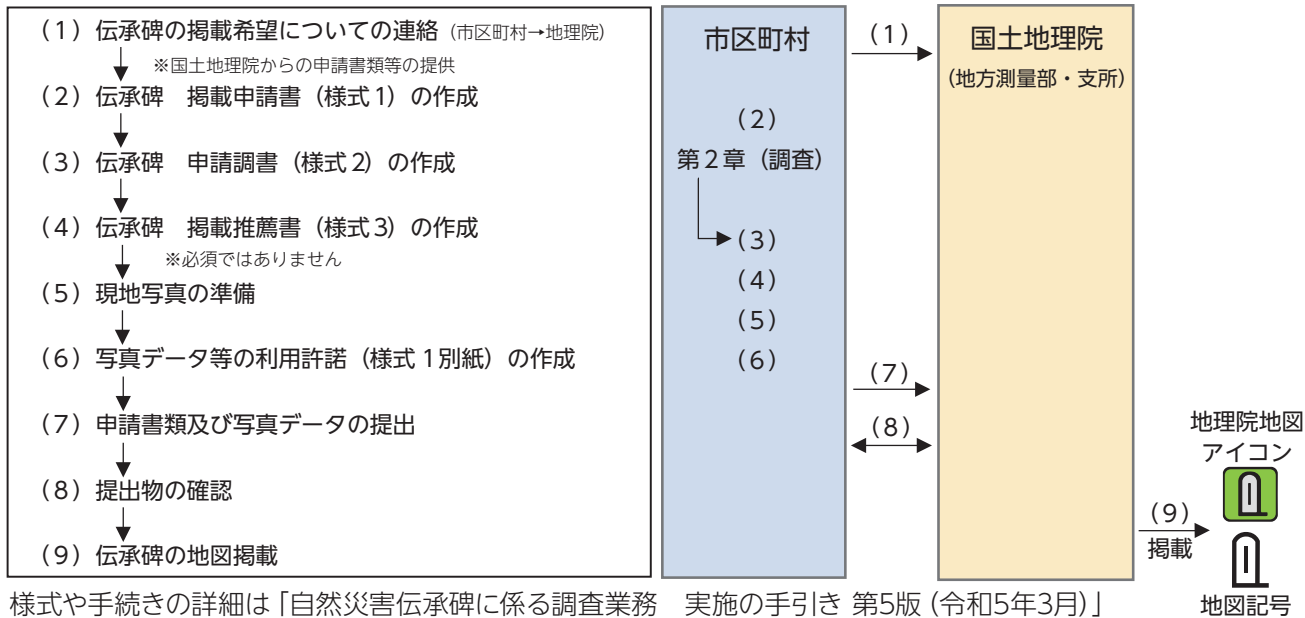 （1）伝承碑の掲載希望についての連絡（市区町村→地理院）
※国土地理院からの申請書類等の提供
（2）伝承碑　掲載申請書（様式1）の作成
（3）伝承碑　申請調書（様式2）の作成
（4）伝承碑　掲載推薦書（様式3）の作成
※必須ではありません
（5）現地写真の準備
（6）写真データ等の利用許諾（様式1別紙）の作成
（7）申請書類及び写真データの提出
（8）提出物の確認
（9）伝承碑の地図掲載
市区町村
（2）
第2章（調査）
（3）
（4）
（5）
（6）
（1）
（7）
（8）
国土地理院
（地方測量部・支所）
（9）
掲載
地理院地図
アイコン
地図記号
様式や手続きの詳細は「自然災害伝承碑に係る調査業務　実施の手引き 第5版（令和5年3月）」